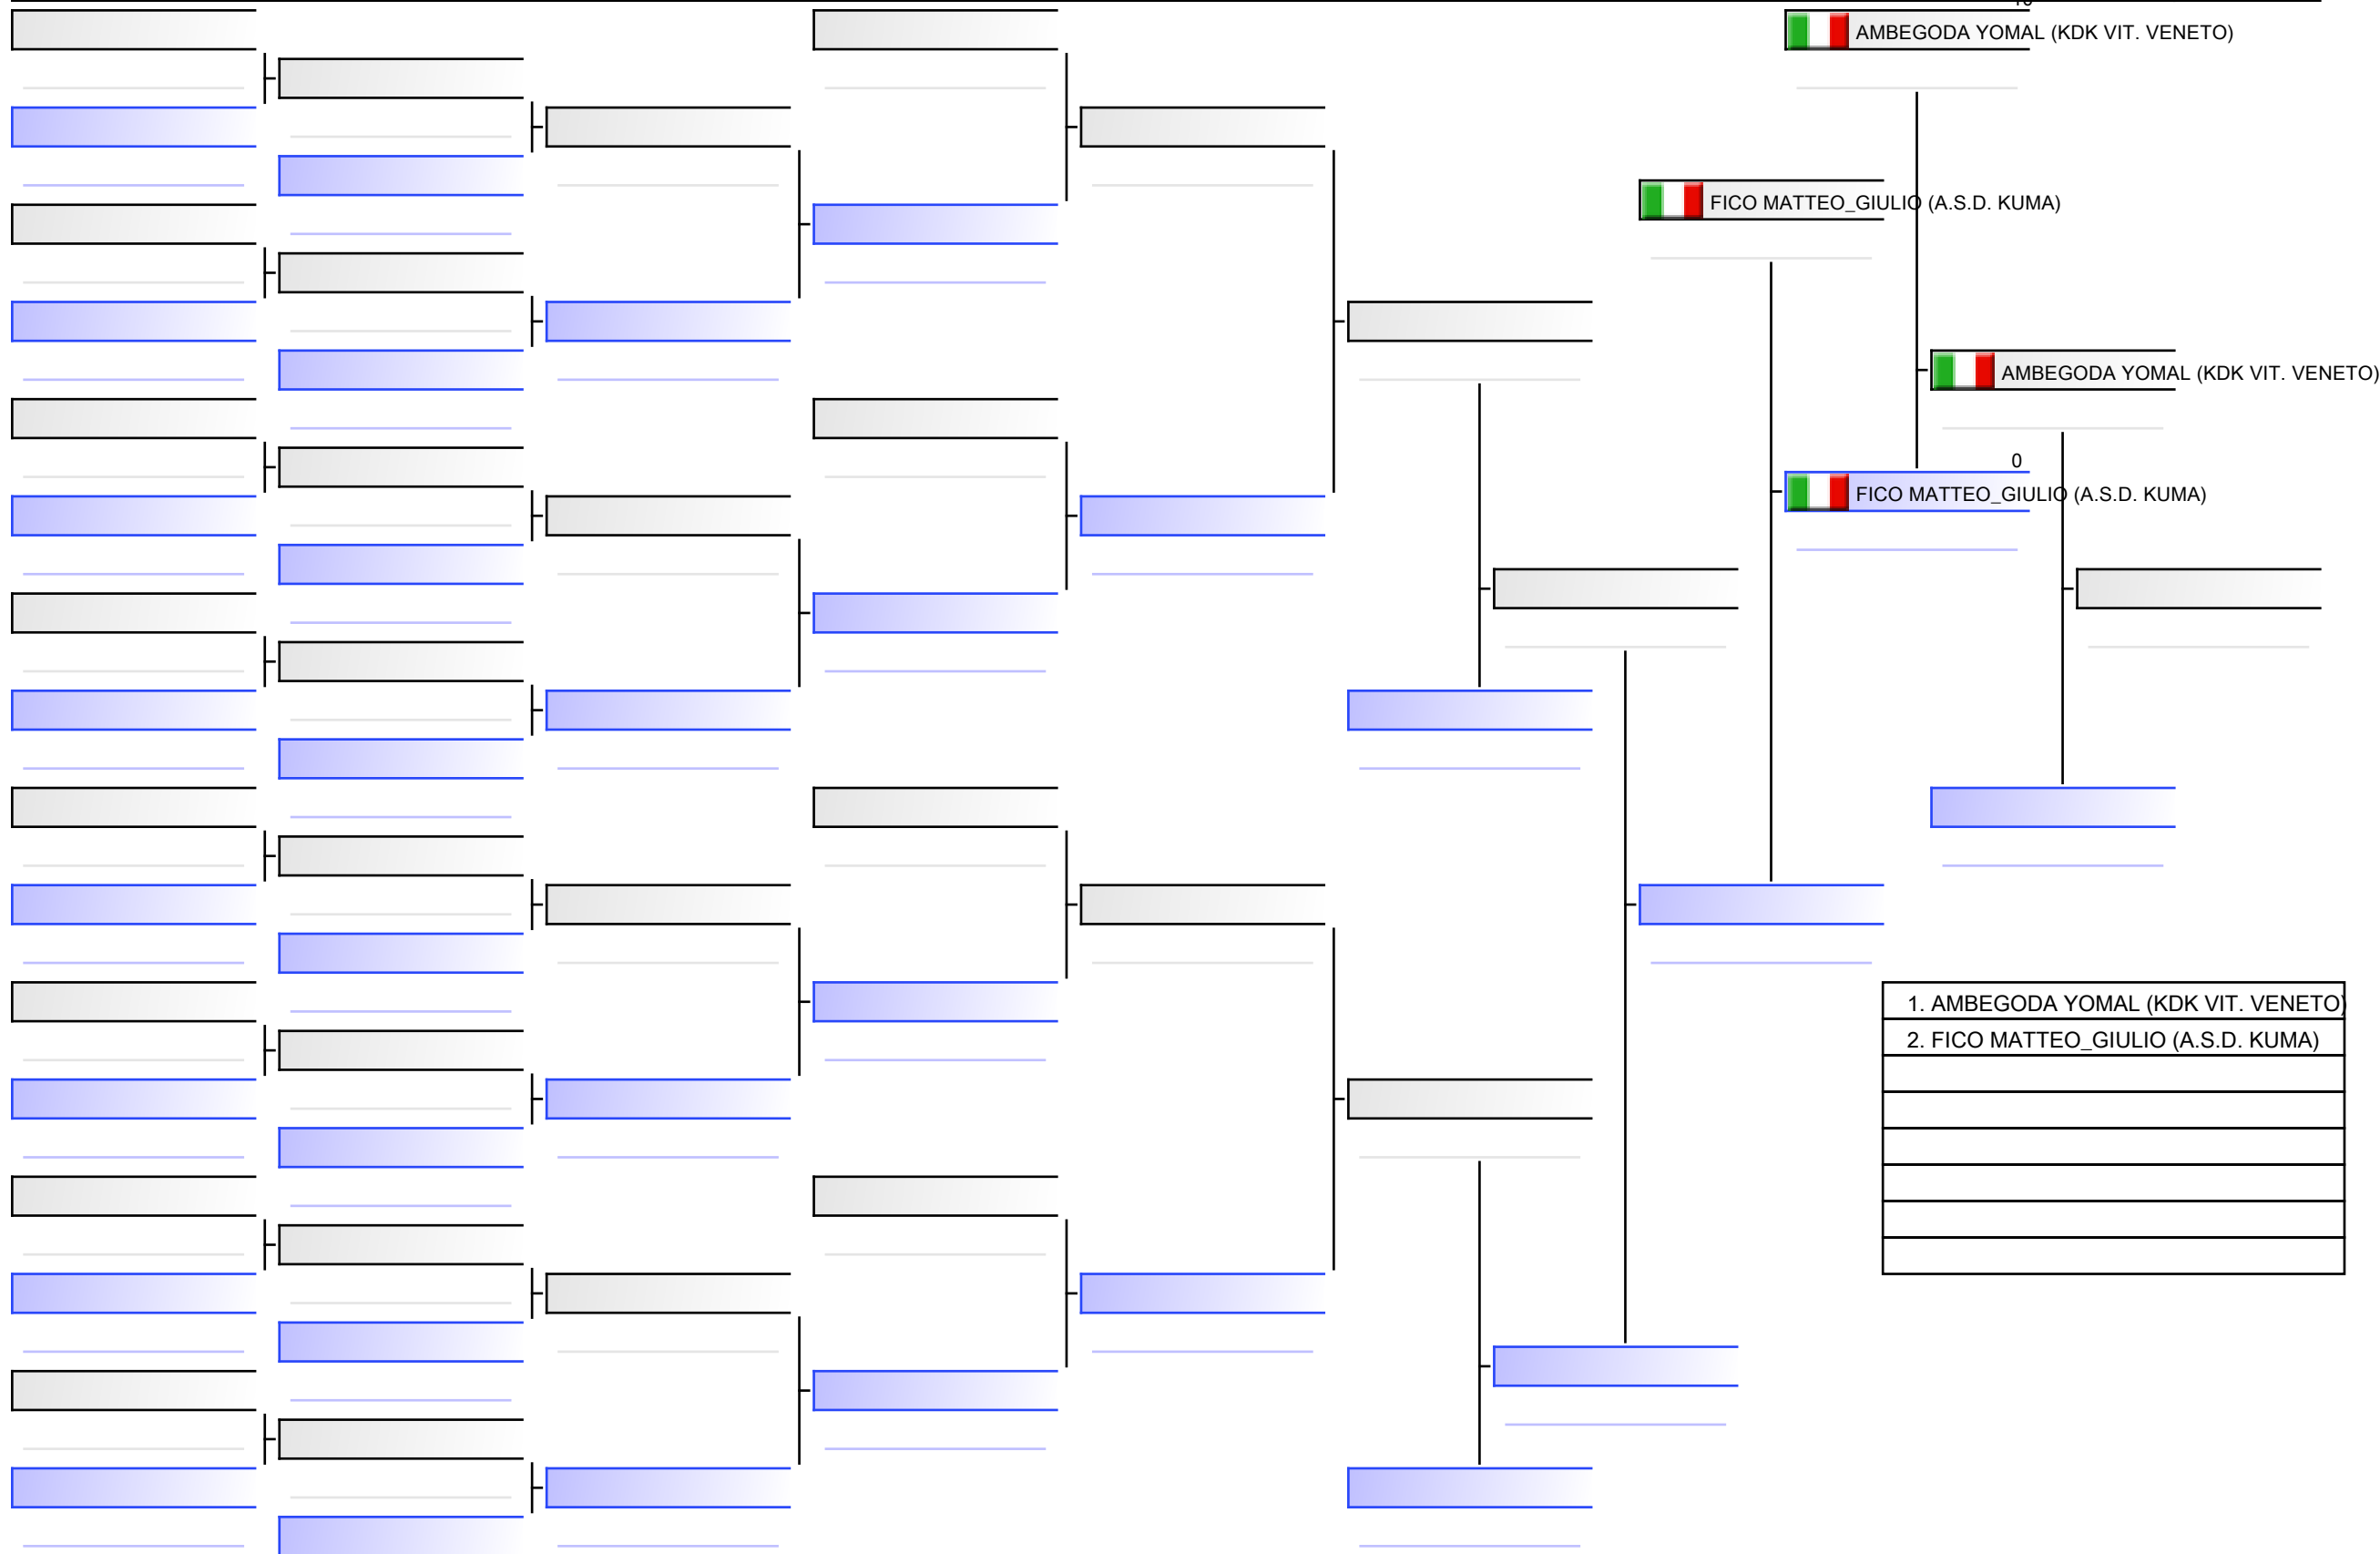 AMBEGODA YOMAL (KDK VIT. VENETO)
FICO MATTEO_GIULIO (A.S.D. KUMA)
AMBEGODA YOMAL (KDK VIT. VENETO)
0
FICO MATTEO_GIULIO (A.S.D. KUMA)
1. AMBEGODA YOMAL (KDK VIT. VENETO)
2. FICO MATTEO_GIULIO (A.S.D. KUMA)